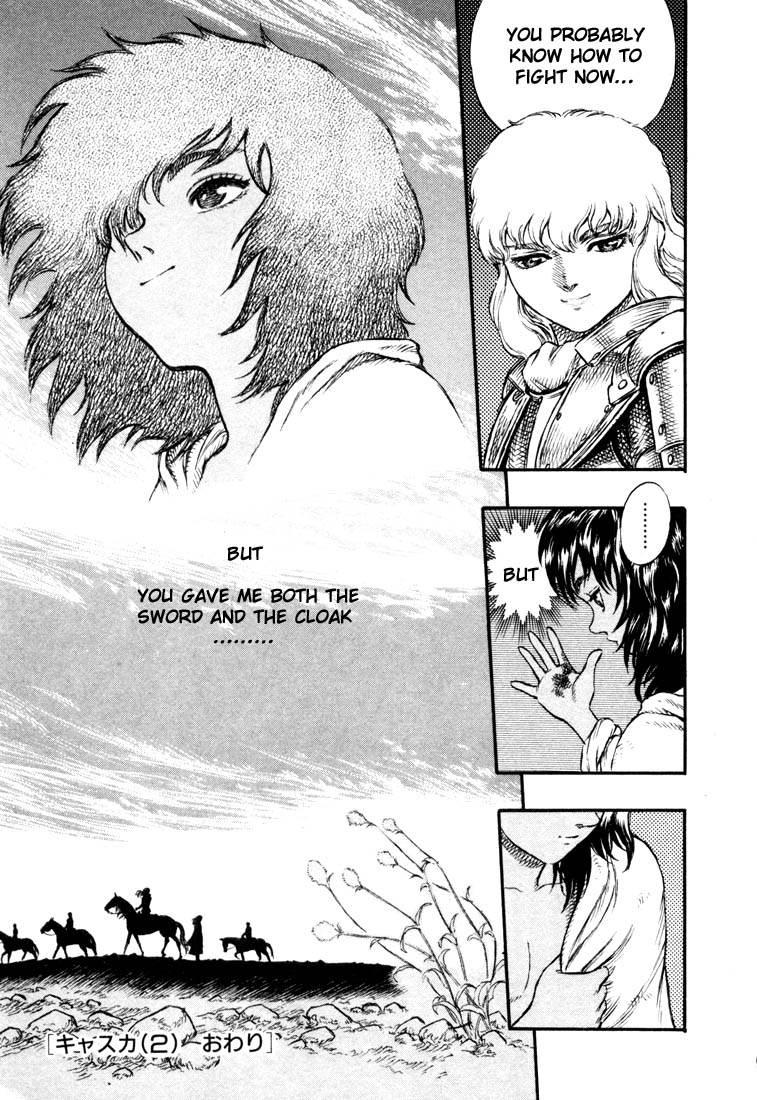 YOU PROBABLY
KNOW HOW TO
FIGHT NOW...
.........
BUT
BUT
YOU GAVE ME BOTH THE
SWORD AND THE CLOAK
.........
[キャスカ(2) おわり]